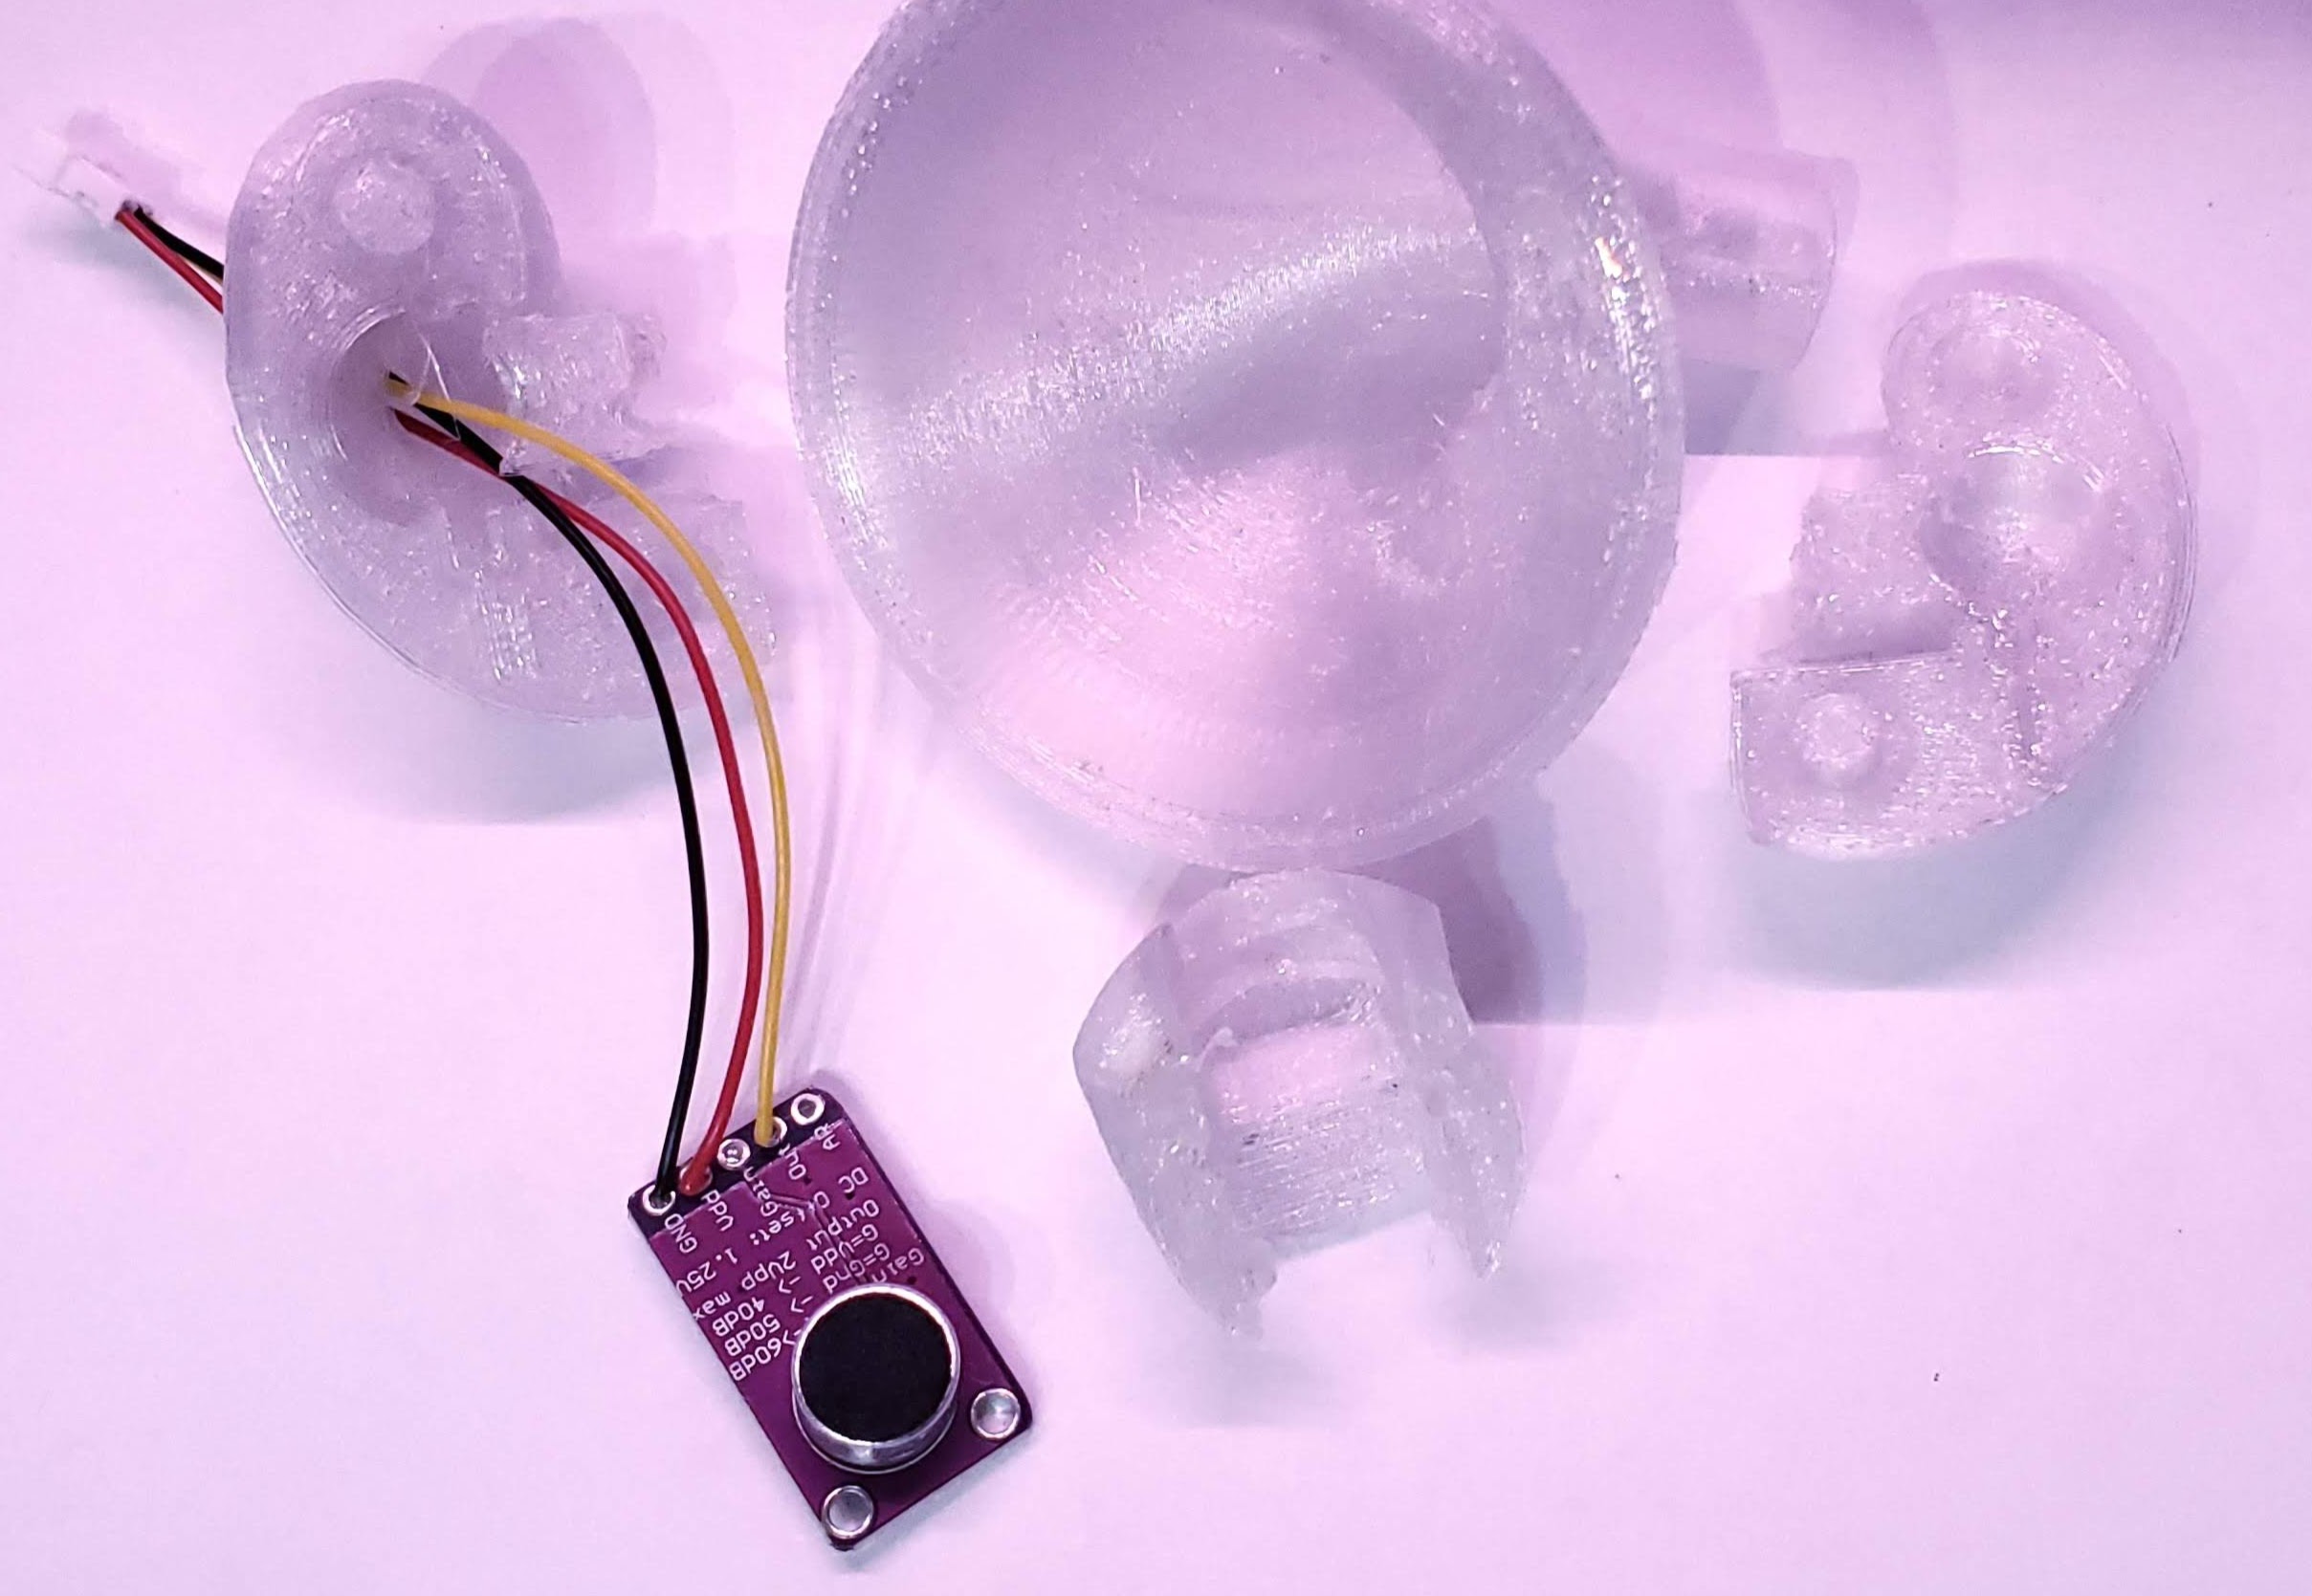 GND
Vdd
Gain
Out
AR
DC Offset: 1.25V
Output 2Vpp max
G=Vdd -> 40dB
G=Gnd -> 50dB
Gain ->60dB